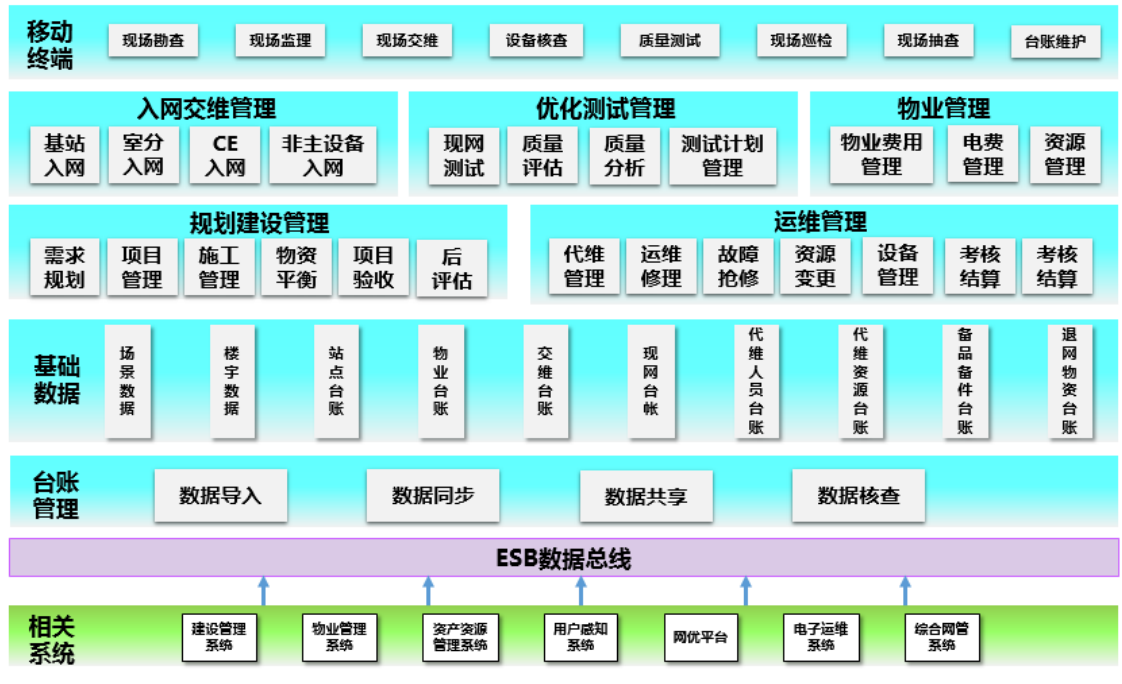 移动
终端
现场勘查
现场监理
现场交维
设备核查
质量测试
现场巡检
现场抽查
台账维护
入网交维管理
基站
入网
室分
入网
CE
入网
非主设备
入网
优化测试管理
现网
测试
质量
评估
质量
分析
测试计划
管理
物业管理
物业费用
管理
电费
管理
资源
管理
规划建设管理
需求
规划
项目
管理
施工
管理
物资
平衡
项目
验收
后
评估
运维管理
代维
管理
运维
修理
故障
抢修
资源
变更
设备
管理
考核
结算
考核
结算
基础
数据
场景数据
楼宇数据
站点台账
物业台账
交维台账
现网台帐
代维人员台账
代维资源台账
备品备件台账
退网物资台账
台账
管理
数据导入
数据同步
数据共享
数据核查
ESB数据总线
相关
系统
建设管理
系统
物业管理
系统
资产资源
管理系统
用户感知
系统
网优平台
电子运维
系统
综合网管
系统